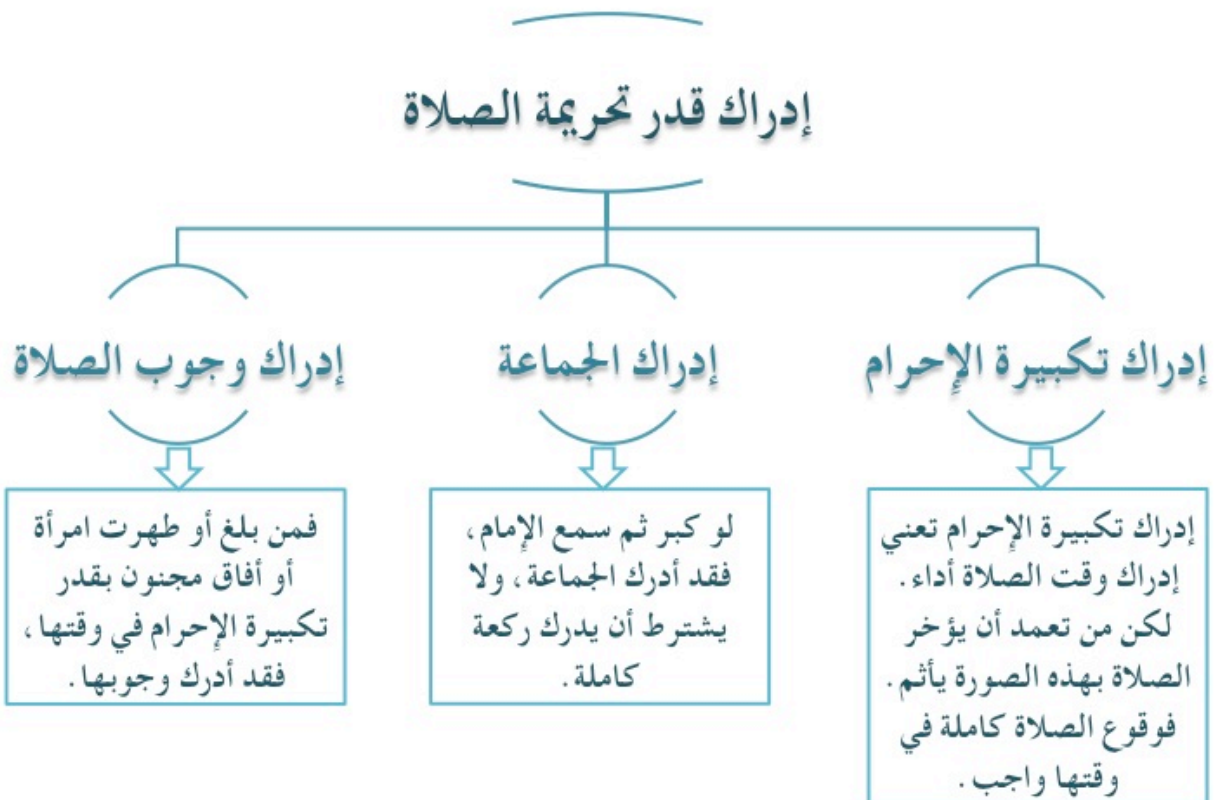 إدراك قدر تحريمة الصلاة
إدراك تكبيرة الإحرام
إدراك تكبيرة الإحرام تعني
إدراك وقت الصلاة أداء.
لكن من تعمد أن يؤخر
الصلاة بهذه الصورة يأثم.
فوقوع الصلاة كاملة في
وقتها واجب.
إدراك الجماعة
لو كبر ثم سمع الإمام،
فقد أدرك الجماعة، ولا
يشترط أن يدرك ركعة
كاملة.
إدراك وجوب الصلاة
فمن بلغ أو طهرت امرأة
أو أفاق مجنون بقدر
تكبيرة الإحرام في وقتها،
فقد أدرك وجوبها.